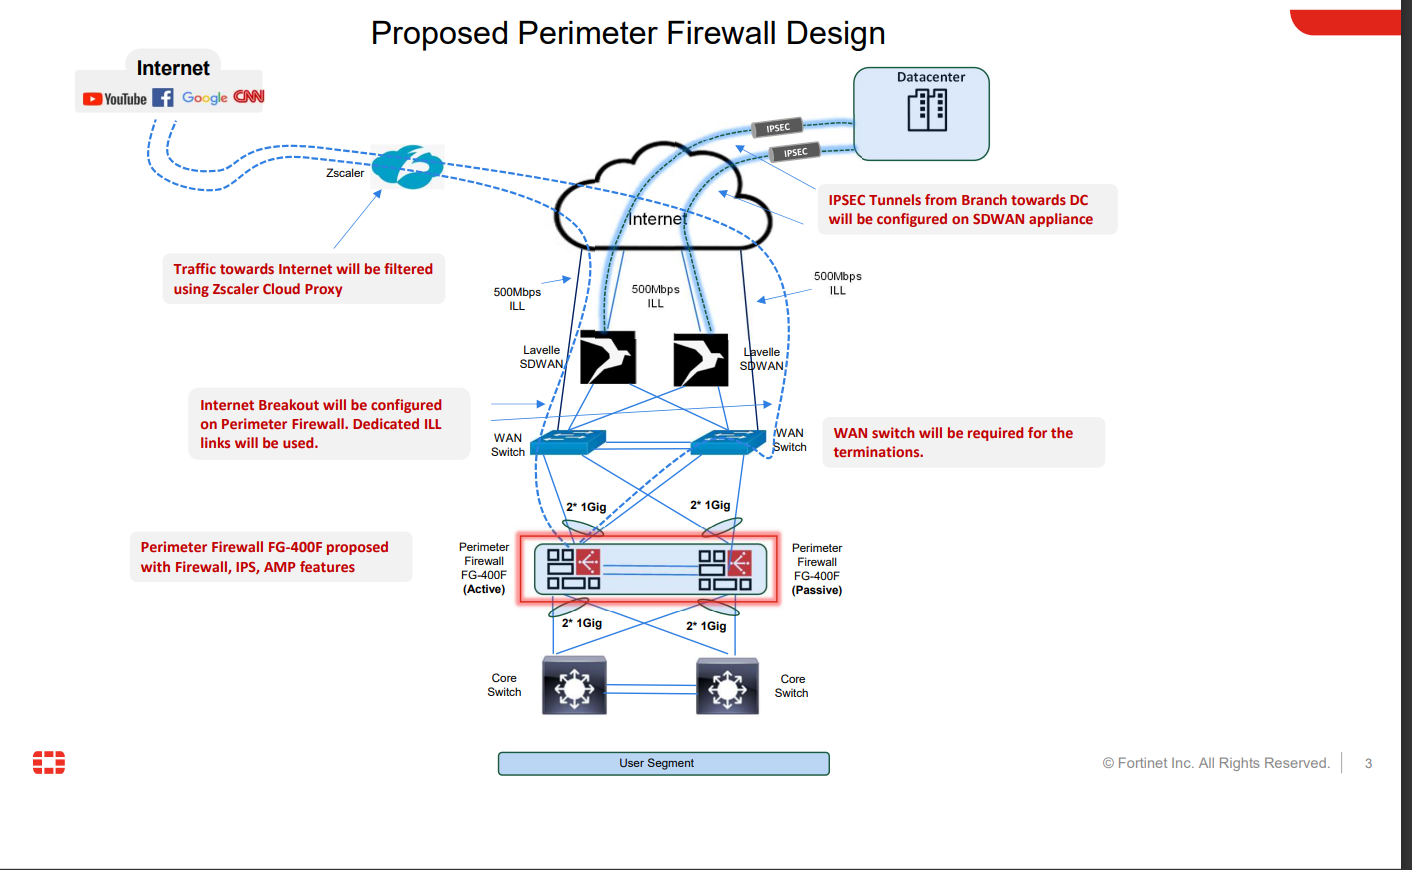 Proposed Perimeter Firewall Design
Internet
YouTube
Google
CNN
Datacenter
IPSEC
IPSEC
Zscaler
Internet
IPSEC Tunnels from Branch towards DC
will be configured on SDWAN appliance
Traffic towards Internet will be filtered
using Zscaler Cloud Proxy
500Mbps
ILL
500Mbps
ILL
500Mbps
ILL
Lavelle
SDWAN
Lavelle
SDWAN
Internet Breakout will be configured
on Perimeter Firewall. Dedicated ILL
links will be used.
WAN
Switch
WAN
Switch
WAN switch will be required for the
terminations.
2* 1Gig
2* 1Gig
Perimeter Firewall FG-400F proposed
with Firewall, IPS, AMP features
Perimeter
Firewall
FG-400F
(Active)
Perimeter
Firewall
FG-400F
(Passive)
2* 1Gig
2* 1Gig
Core
Switch
Core
Switch
User Segment
© Fortinet Inc. All Rights Reserved.
3